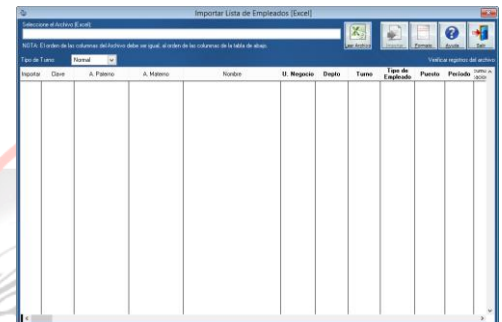 Importar Lista de Empleados [Excel]
Seleccione el Archivo [Excel]:
NOTA: El orden de las columnas del Archivo debe ser igual, al orden de las columnas de la tabla de abajo.
Leer Archivo Importar Formato Ayuda Salir
Tipo de Turno: Normal Verificar registros del archivo
Importar Clave A. Paterno A. Materno Nombre U. Negocio Depto Turno Tipo de Empleado Puesto Periodo